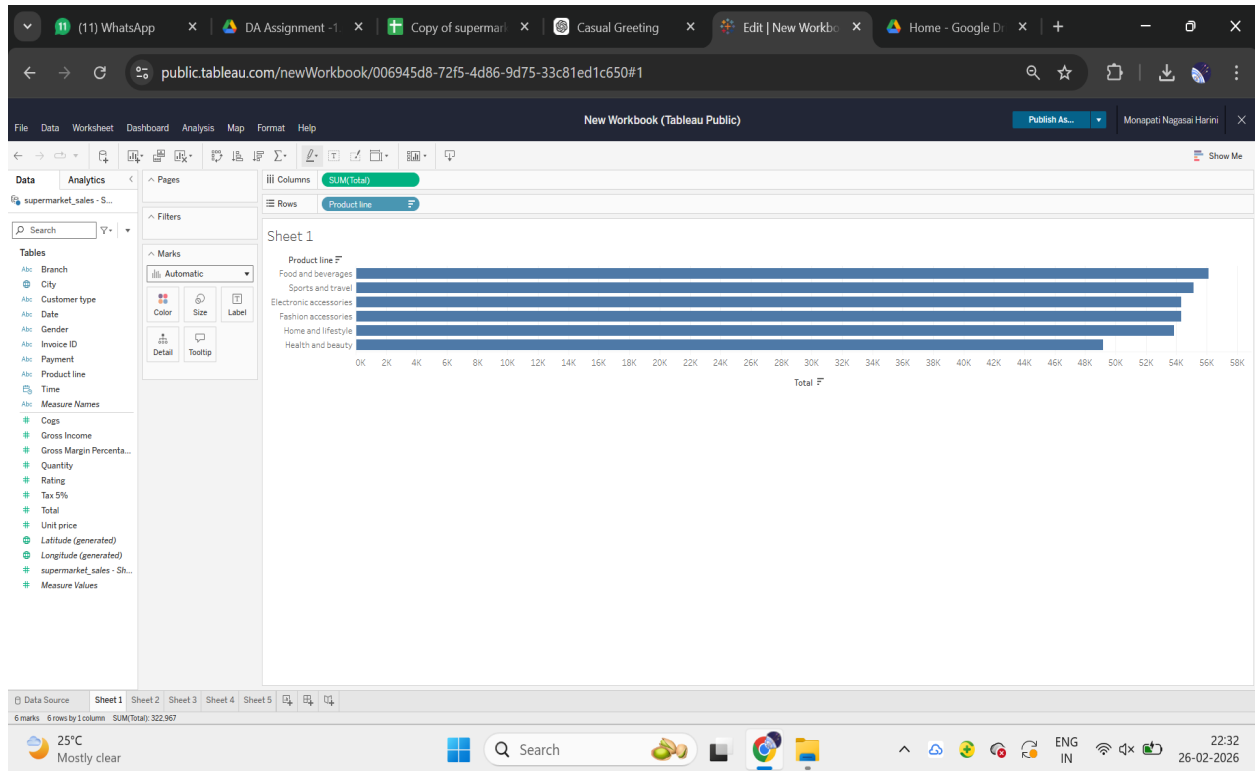 11 (11) WhatsApp
DA Assignment -1.
Copy of supermark
Casual Greeting
Edit | New Workbo
Home - Google Dr
public.tableau.com/newWorkbook/006945d8-72f5-4d86-9d75-33c81ed1c650#1
File Data Worksheet Dashboard Analysis Map Format Help
New Workbook (Tableau Public)
Publish As...
Monapati Nagasai Harini
Show Me
Data Analytics
supermarket_sales - S...
Search
Tables
Abc Branch
City
Abc Customer type
Abc Date
Abc Gender
Abc Invoice ID
Abc Payment
Abc Product line
Time
Abc Measure Names
# Cogs
# Gross Income
# Gross Margin Percenta...
# Quantity
# Rating
# Tax 5%
# Total
# Unit price
Latitude (generated)
Longitude (generated)
# supermarket_sales - Sh...
# Measure Values
Pages
Filters
Marks
Automatic
Color Size Label
Detail Tooltip
Columns SUM(Total)
Rows Product line
Sheet 1
Product line
Food and beverages
Sports and travel
Electronic accessories
Fashion accessories
Home and lifestyle
Health and beauty
0K 2K 4K 6K 8K 10K 12K 14K 16K 18K 20K 22K 24K 26K 28K 30K 32K 34K 36K 38K 40K 42K 44K 46K 48K 50K 52K 54K 56K 58K
Total
Data Source Sheet 1 Sheet 2 Sheet 3 Sheet 4 Sheet 5
6 marks 6 rows by 1 column SUM(Total): 322,967
25°C
Mostly clear
Search
ENG
IN
22:32
26-02-2026